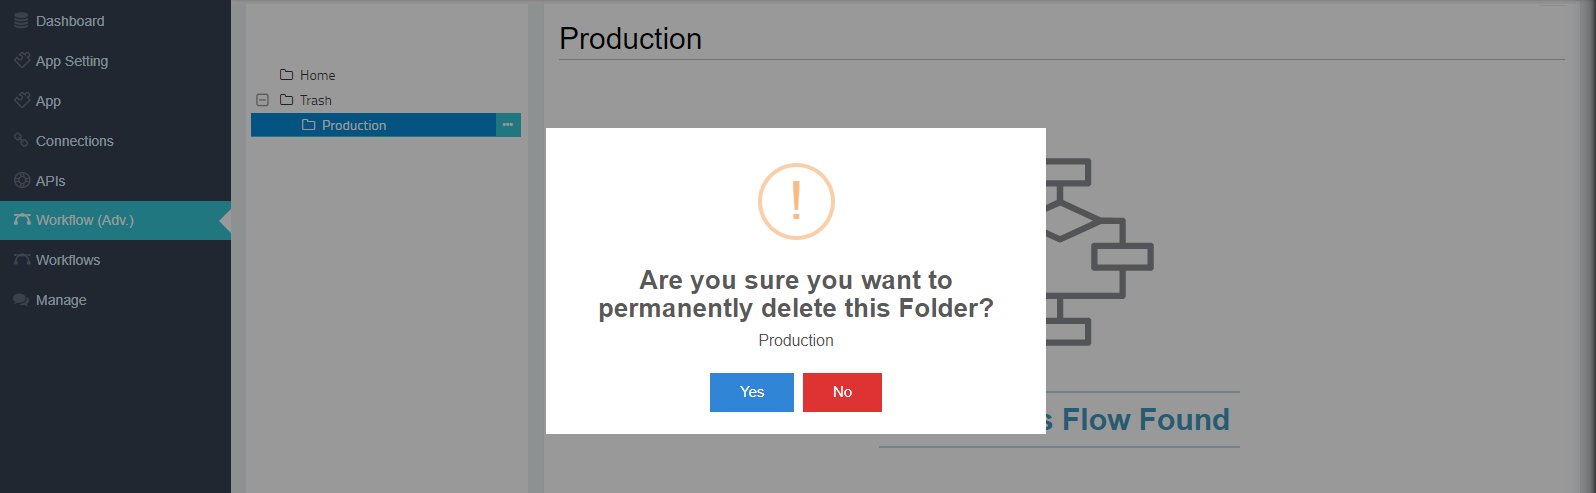 Dashboard
App Setting
App
Connections
APIs
Workflow (Adv.)
Workflows
Manage
Home
Trash
Production
Production
Are you sure you want to
permanently delete this Folder?
Production
Yes
No
Flow Found